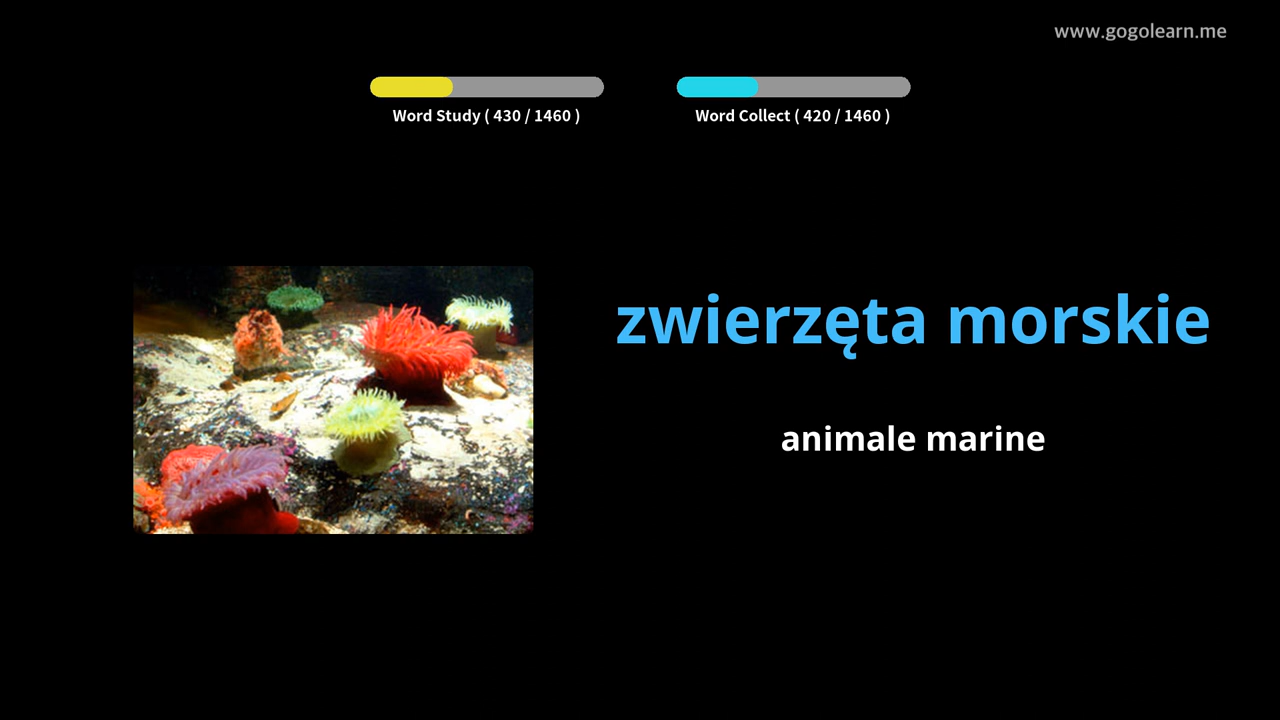 www.gogolearn.me
Word Study ( 430 / 1460 )
Word Collect ( 420 / 1460 )
zwierzęta morskie
animale marine